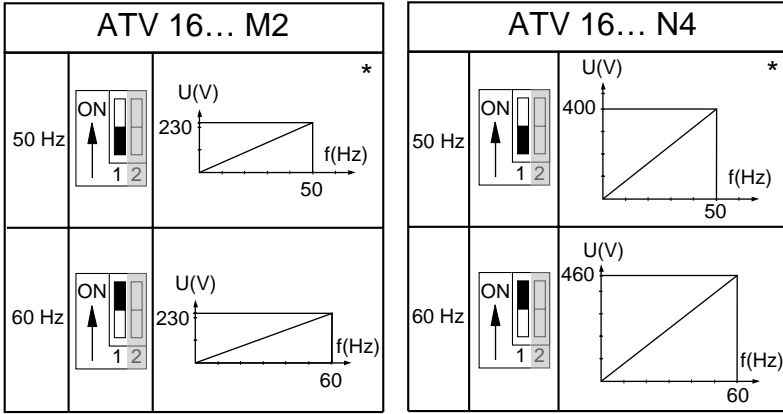 ATV 16... M2
50 Hz
ON
1 2
U(V)
230
f(Hz)
50
*
60 Hz
ON
1 2
U(V)
230
f(Hz)
60
ATV 16... N4
50 Hz
ON
1 2
U(V)
400
f(Hz)
50
*
60 Hz
ON
1 2
U(V)
460
f(Hz)
60